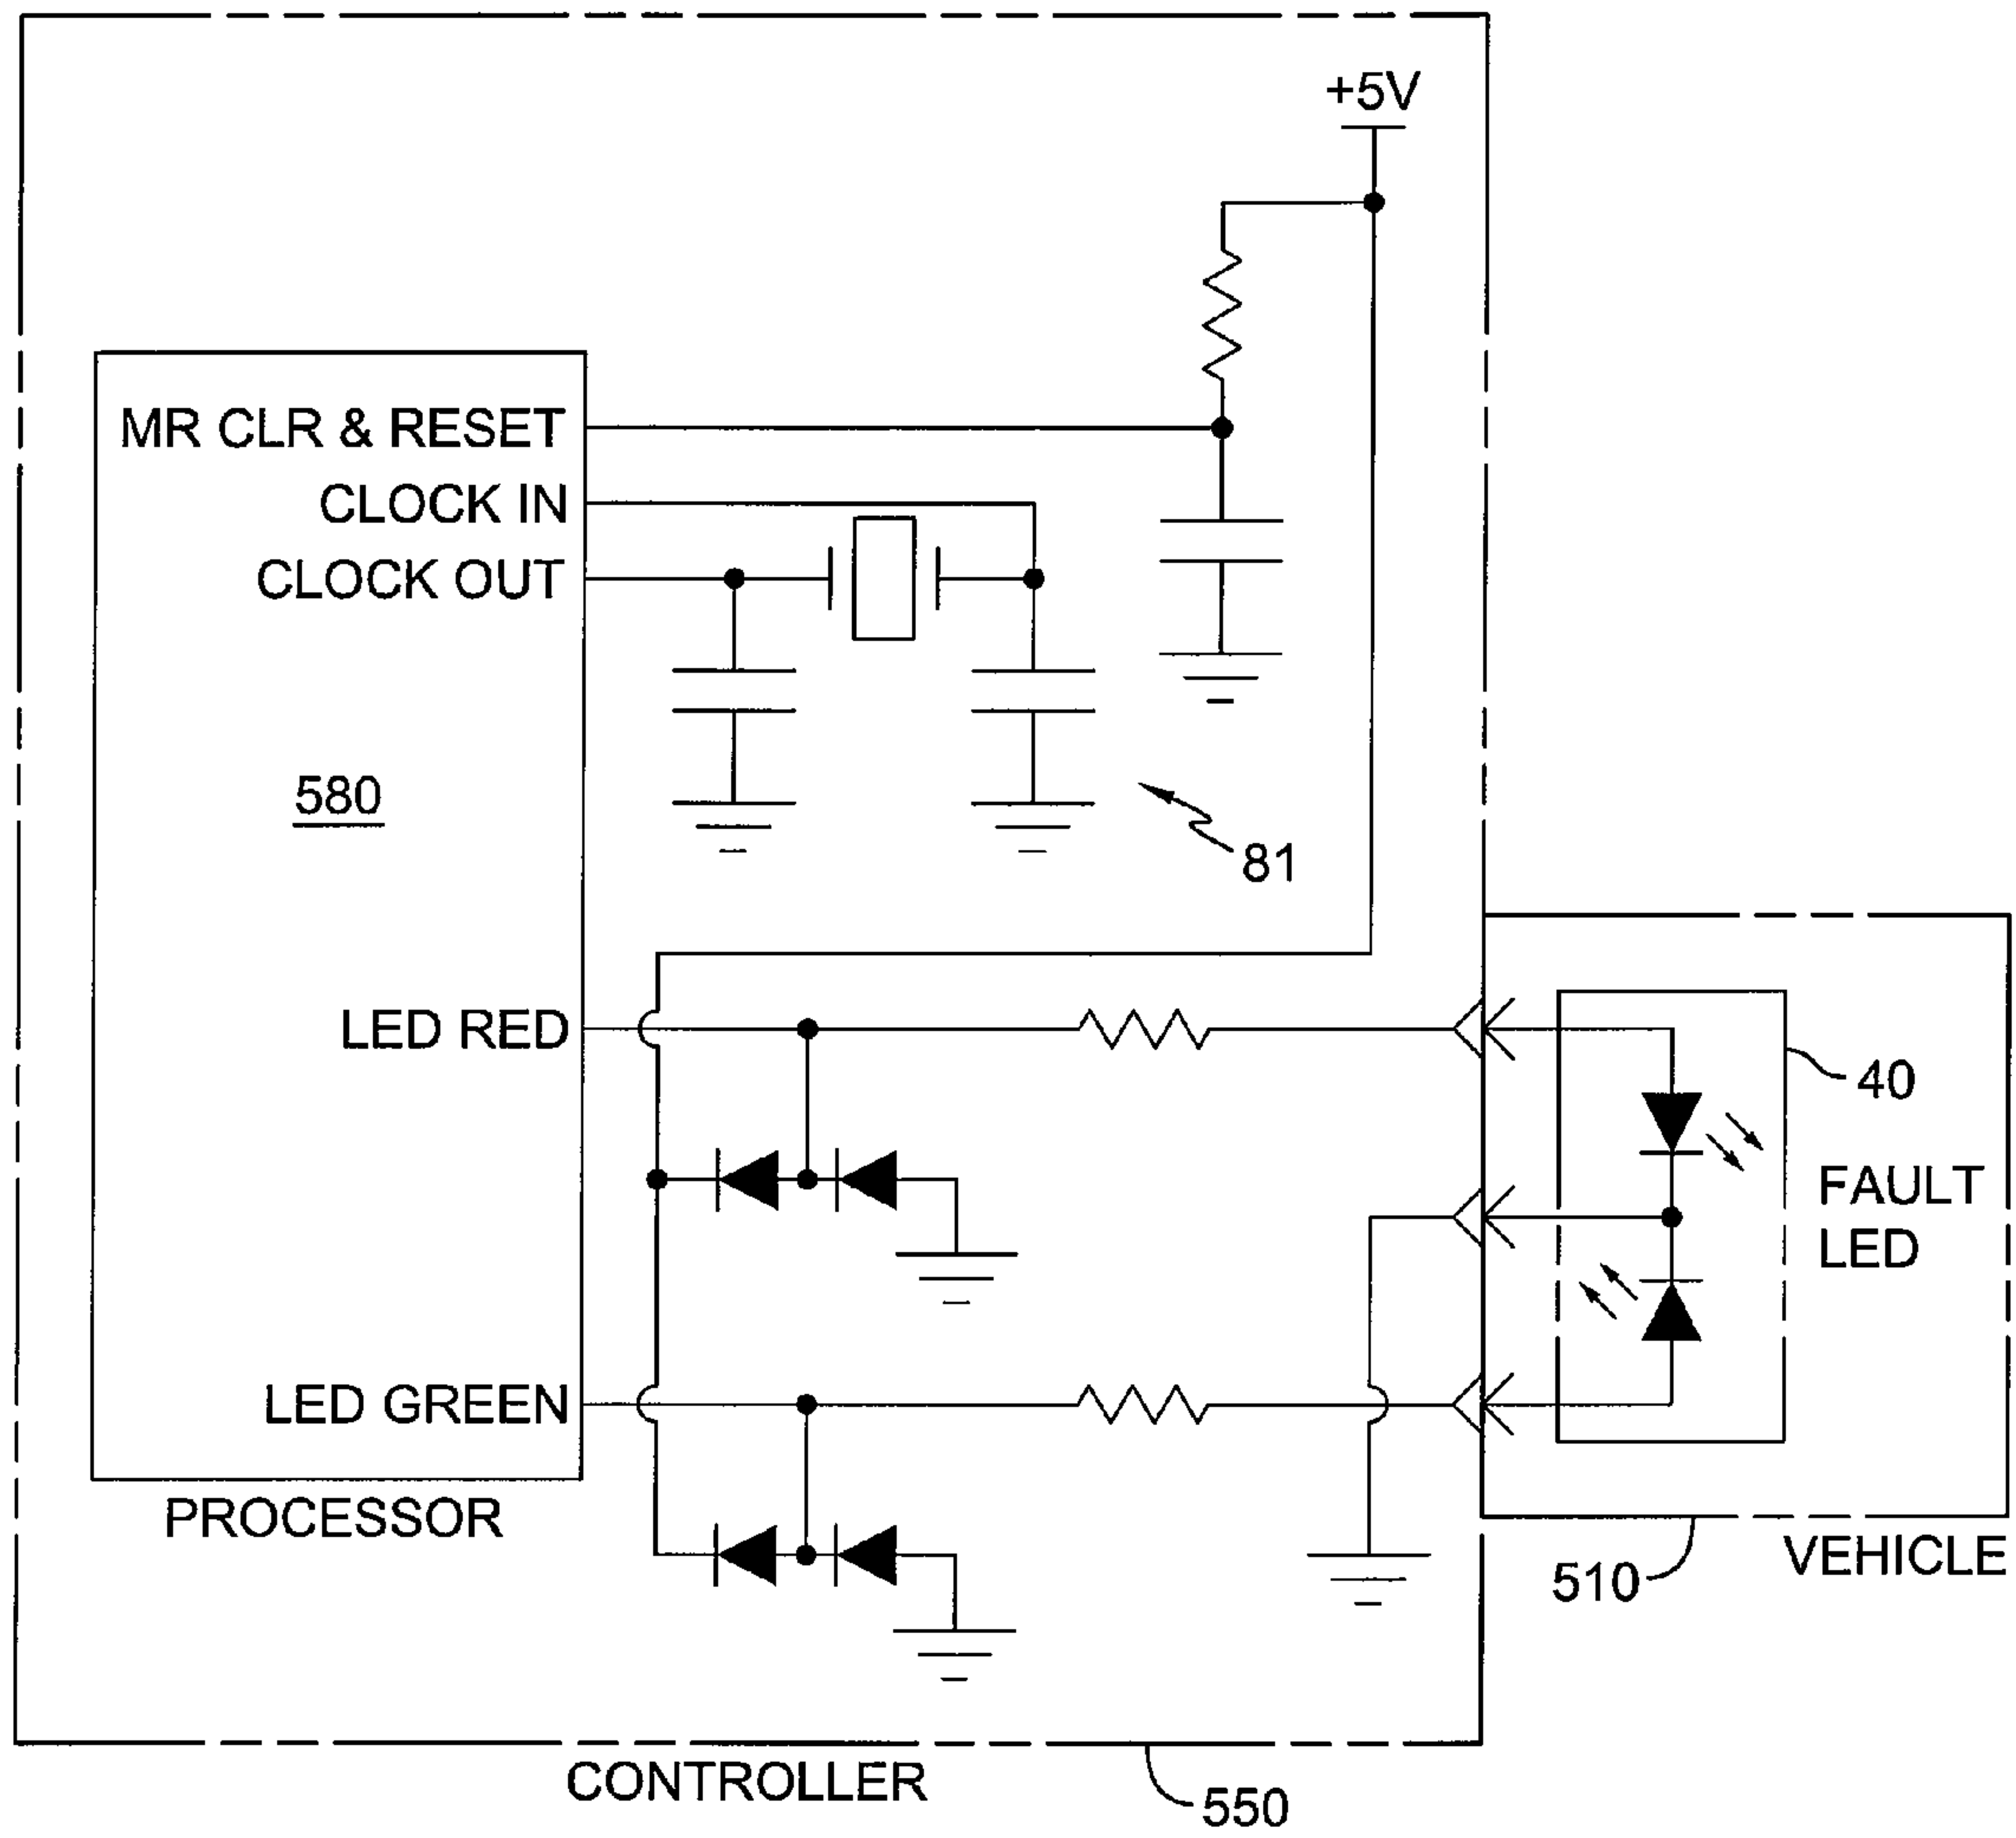 +5V
MR CLR & RESET
CLOCK IN
CLOCK OUT
580
81
LED RED
40
FAULT
LED
LED GREEN
PROCESSOR
510
VEHICLE
CONTROLLER
550